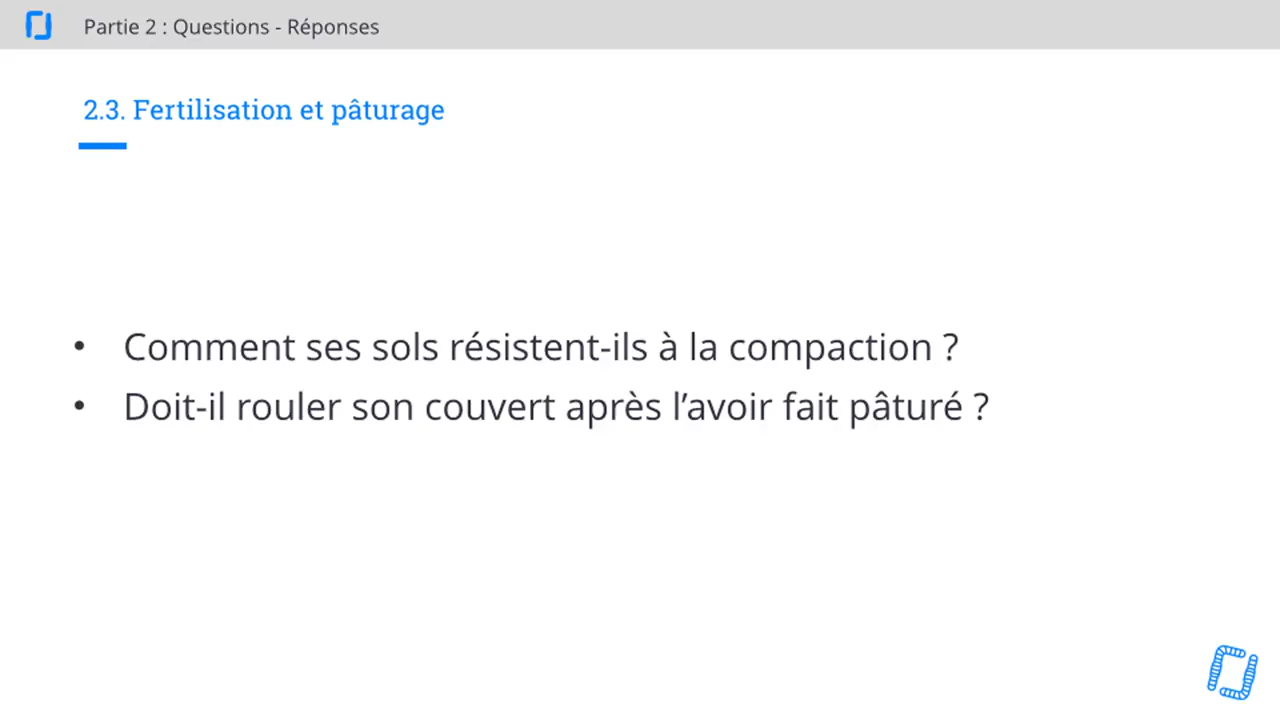 Partie 2 : Questions - Réponses
2.3. Fertilisation et pâturage
• Comment ses sols résistent-ils à la compaction ?
• Doit-il rouler son couvert après l’avoir fait pâturé ?